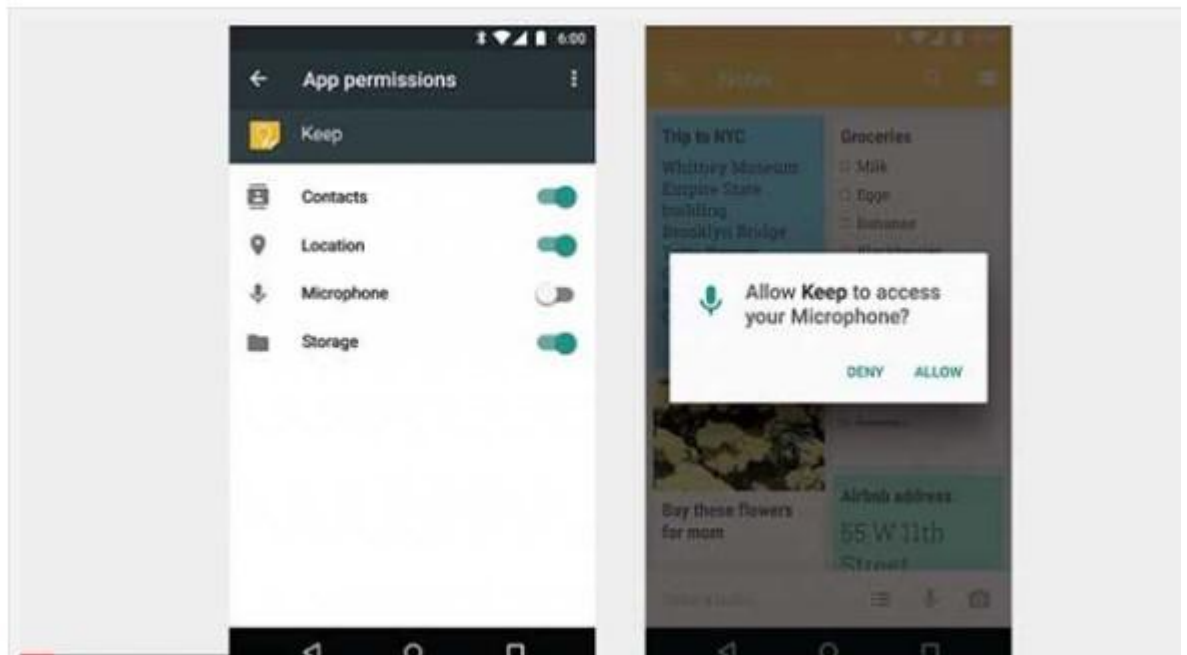 6:00
App permissions
Keep
Contacts
Location
Microphone
Storage
Notes
Trip to NYC
Whitney Museum
Empire State
building
Brooklyn Bridge
Groceries
Milk
Eggs
Bananas
Blackberries
Allow Keep to access
your Microphone?
DENY ALLOW
Buy these flowers
for mom
Airbnb address
55 W 11th
Street